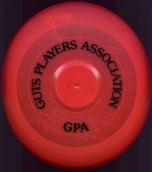 GUTS PLAYERS ASSOCIATION
GPA